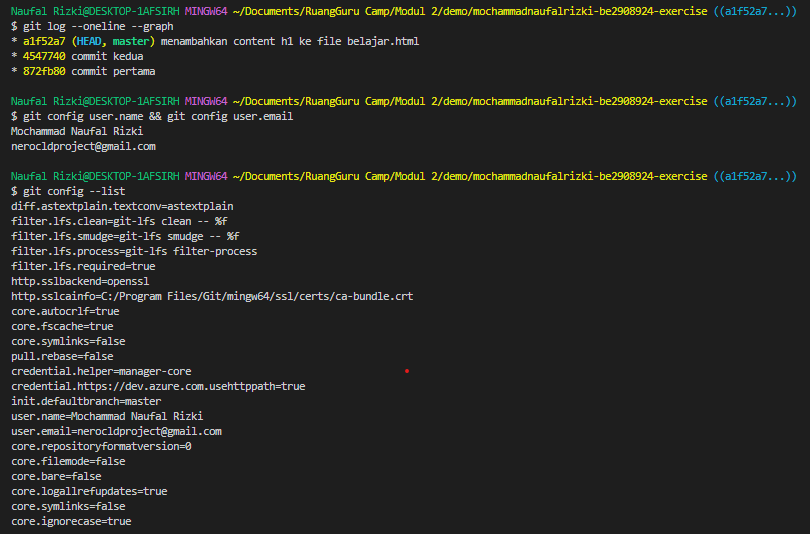 Naufal Rizki@DESKTOP-1AFSIRH MINGW64 ~/Documents/RuangGuru Camp/Modul 2/demo/mochammadnaufalrizki-be2908924-exercise ((a1f52a7...))
$ git log --oneline --graph
* a1f52a7 (HEAD, master) menambahkan content h1 ke file belajar.html
* 4547740 commit kedua
* 872fb80 commit pertama
Naufal Rizki@DESKTOP-1AFSIRH MINGW64 ~/Documents/RuangGuru Camp/Modul 2/demo/mochammadnaufalrizki-be2908924-exercise ((a1f52a7...))
$ git config user.name && git config user.email
Mochammad Naufal Rizki
nerocldproject@gmail.com
Naufal Rizki@DESKTOP-1AFSIRH MINGW64 ~/Documents/RuangGuru Camp/Modul 2/demo/mochammadnaufalrizki-be2908924-exercise ((a1f52a7...))
$ git config --list
diff.astextplain.textconv=astextplain
filter.lfs.clean=git-lfs clean -- %f
filter.lfs.smudge=git-lfs smudge -- %f
filter.lfs.process=git-lfs filter-process
filter.lfs.required=true
http.sslbackend=openssl
http.sslcainfo=C:/Program Files/Git/mingw64/ssl/certs/ca-bundle.crt
core.autocrlf=true
core.fscache=true
core.symlinks=false
pull.rebase=false
credential.helper=manager-core
credential.https://dev.azure.com.usehttppath=true
init.defaultbranch=master
user.name=Mochammad Naufal Rizki
user.email=nerocldproject@gmail.com
core.repositoryformatversion=0
core.filemode=false
core.bare=false
core.logallrefupdates=true
core.symlinks=false
core.ignorecase=true